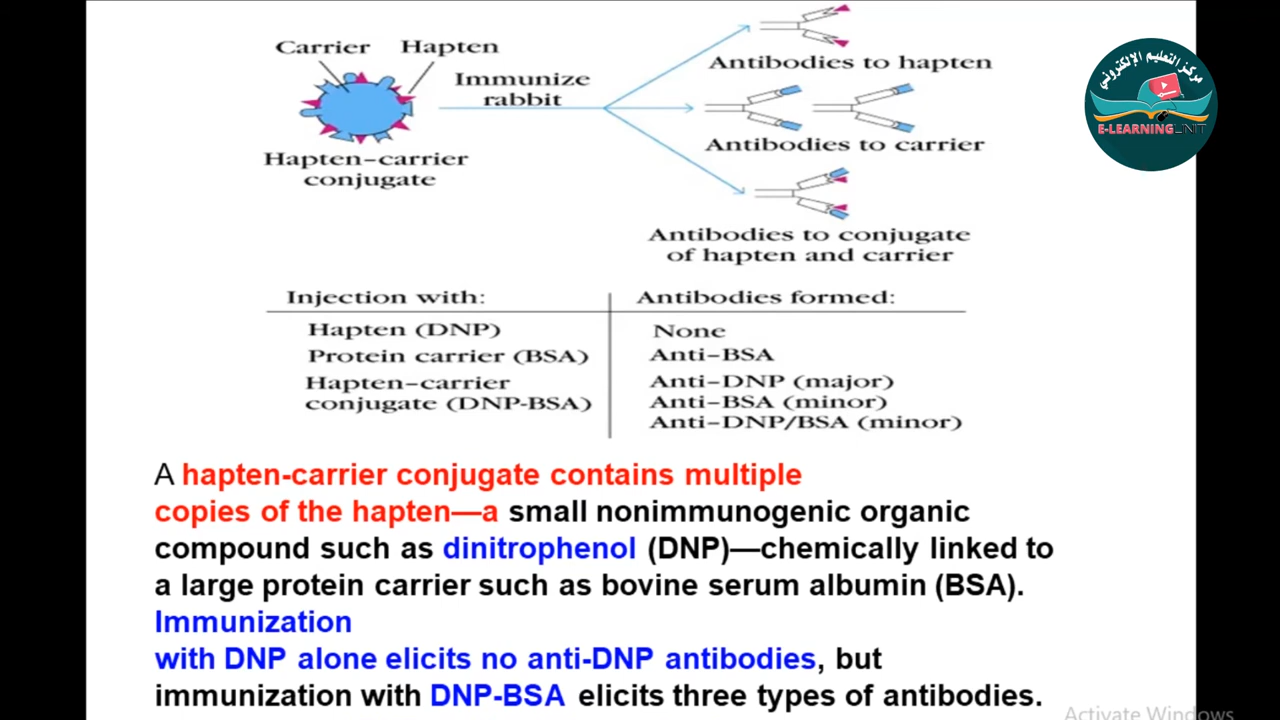 Carrier Hapten
Immunize
rabbit
Hapten–carrier
conjugate
Antibodies to hapten
Antibodies to carrier
Antibodies to conjugate
of hapten and carrier
مركز التعليم الإلكتروني
E-LEARNING UNIT
Injection with: Antibodies formed:
Hapten (DNP) None
Protein carrier (BSA) Anti–BSA
Hapten–carrier Anti–DNP (major)
conjugate (DNP-BSA) Anti–BSA (minor)
Anti–DNP/BSA (minor)
A hapten-carrier conjugate contains multiple
copies of the hapten—a small nonimmunogenic organic
compound such as dinitrophenol (DNP)—chemically linked to
a large protein carrier such as bovine serum albumin (BSA).
Immunization
with DNP alone elicits no anti-DNP antibodies, but
immunization with DNP-BSA elicits three types of antibodies.
Activate Windows